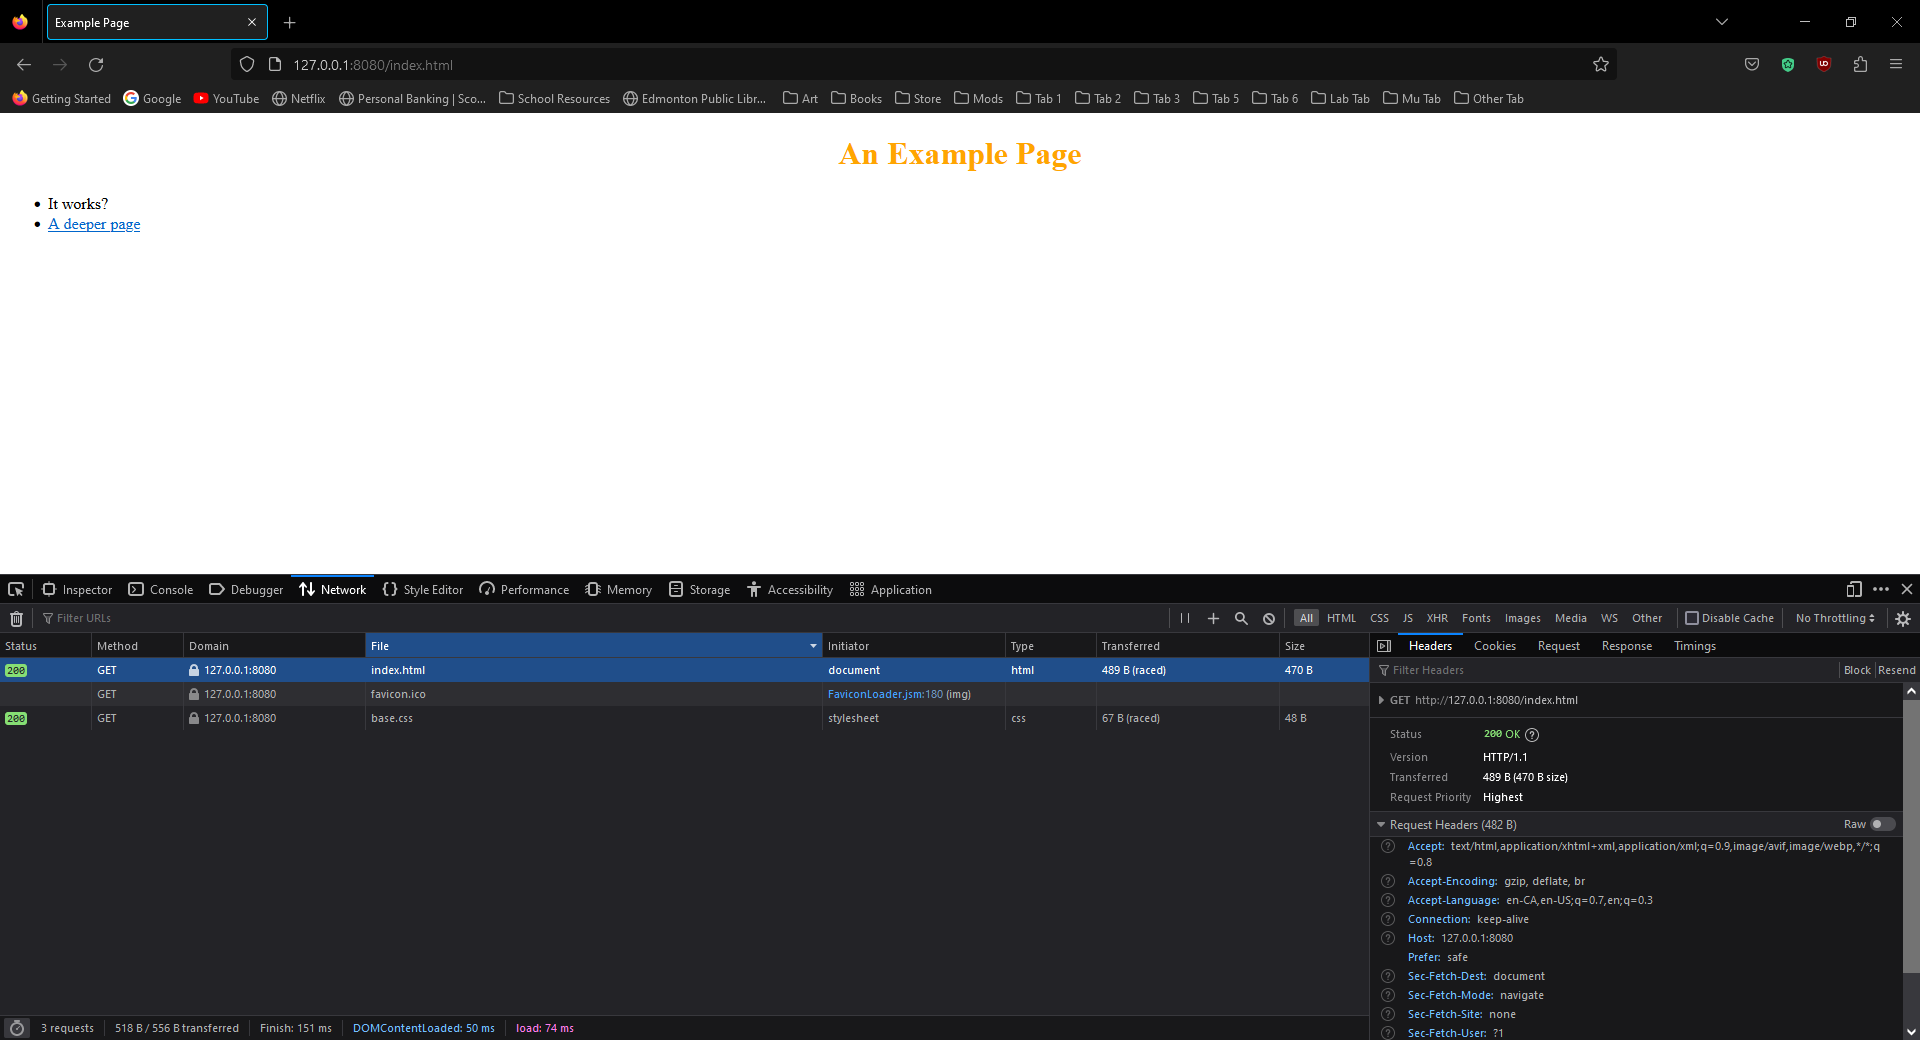 Example Page
127.0.0.1:8080/index.html
Getting Started Google YouTube Netflix Personal Banking | Sco... School Resources Edmonton Public Libr... Art Books Store Mods Tab 1 Tab 2 Tab 3 Tab 5 Tab 6 Lab Tab Mu Tab Other Tab
An Example Page
It works?
A deeper page
Inspector Console Debugger Network Style Editor Performance Memory Storage Accessibility Application
Filter URLs All HTML CSS JS XHR Fonts Images Media WS Other Disable Cache No Throttling
Status Method Domain File Initiator Type Transferred Size
200 GET 127.0.0.1:8080 index.html document html 489 B (raced) 470 B
GET 127.0.0.1:8080 favicon.ico FaviconLoader.jsm:180 (img)
200 GET 127.0.0.1:8080 base.css stylesheet css 67 B (raced) 48 B
3 requests 518 B / 556 B transferred Finish: 151 ms DOMContentLoaded: 50 ms load: 74 ms
Headers Cookies Request Response Timings
Filter Headers Block Resend
GET http://127.0.0.1:8080/index.html
Status 200 OK
Version HTTP/1.1
Transferred 489 B (470 B size)
Request Priority Highest
Request Headers (482 B) Raw
Accept: text/html,application/xhtml+xml,application/xml;q=0.9,image/avif,image/webp,*/*;q
=0.8
Accept-Encoding: gzip, deflate, br
Accept-Language: en-CA,en-US;q=0.7,en;q=0.3
Connection: keep-alive
Host: 127.0.0.1:8080
Prefer: safe
Sec-Fetch-Dest: document
Sec-Fetch-Mode: navigate
Sec-Fetch-Site: none
Sec-Fetch-User: ?1